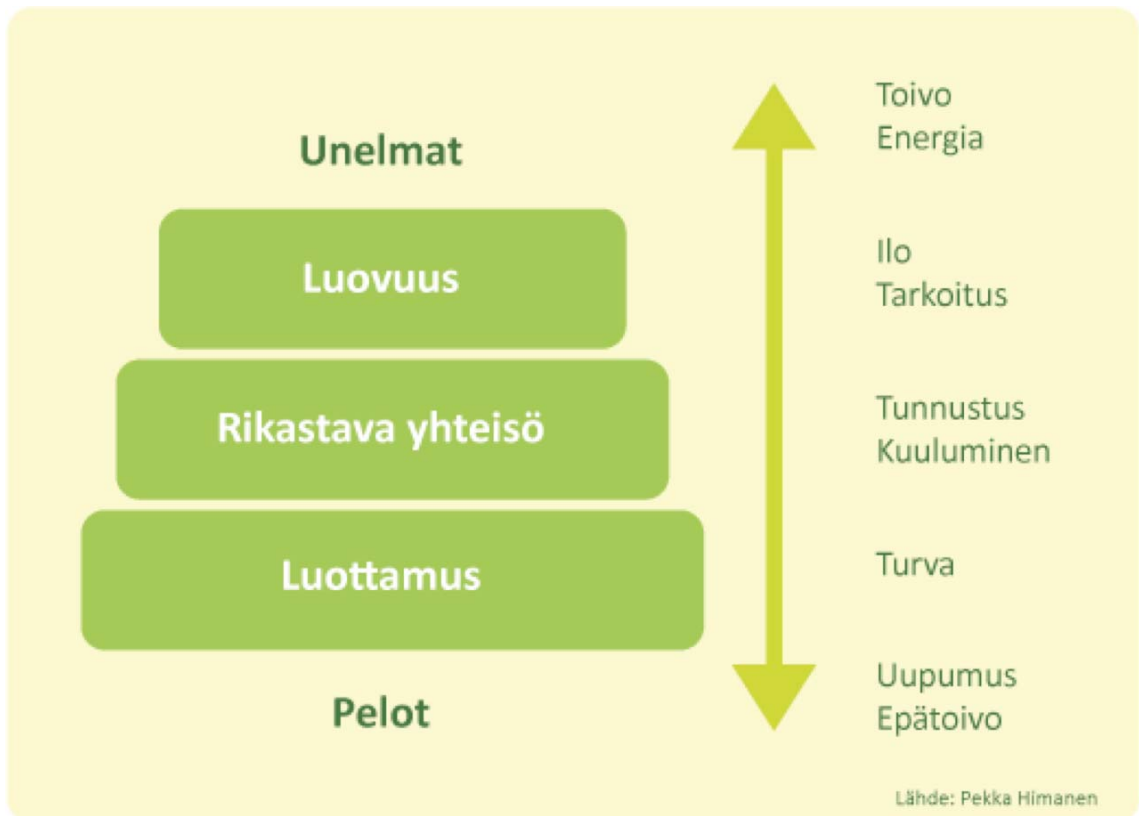 Unelmat
Luovuus
Rikastava yhteisö
Luottamus
Pelot
Toivo
Energia
Ilo
Tarkoitus
Tunnustus
Kuuluminen
Turva
Uupumus
Epätoivo
Lähde: Pekka Himanen